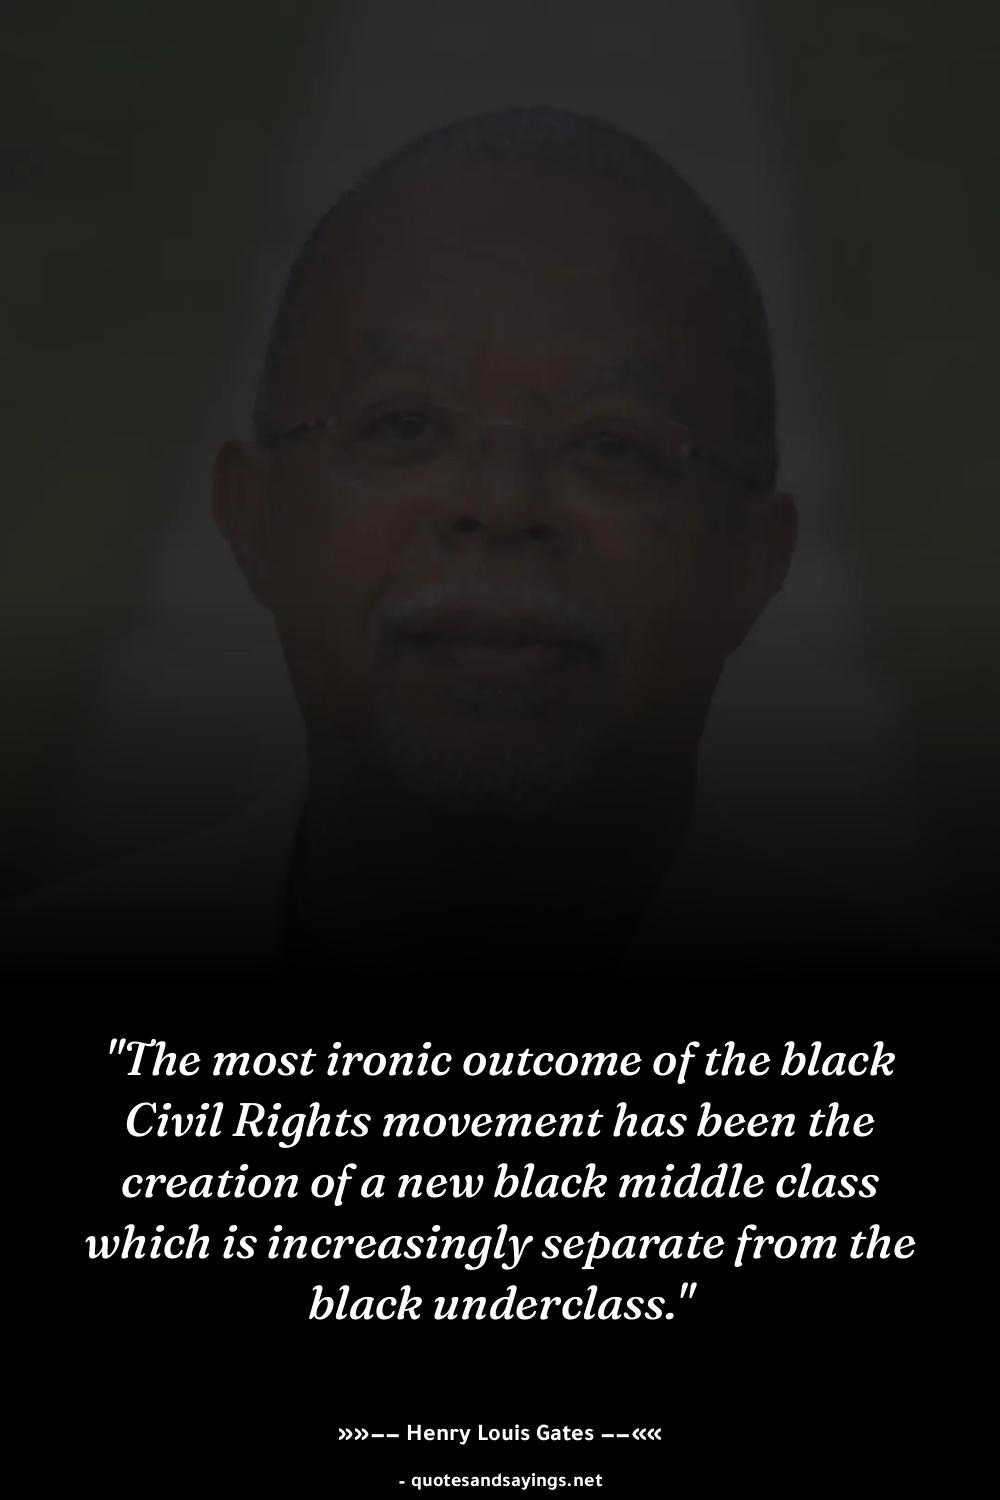 "The most ironic outcome of the black
Civil Rights movement has been the
creation of a new black middle class
which is increasingly separate from the
black underclass."
»»-- Henry Louis Gates --««
- quotesandsayings.net